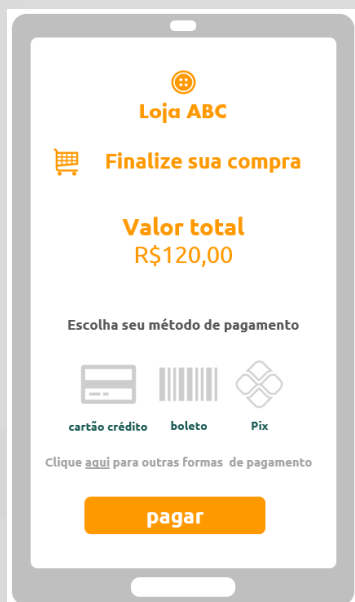 Loja ABC
Finalize sua compra
Valor total
R$120,00
Escolha seu método de pagamento
cartão crédito boleto Pix
Clique aqui para outras formas de pagamento
pagar